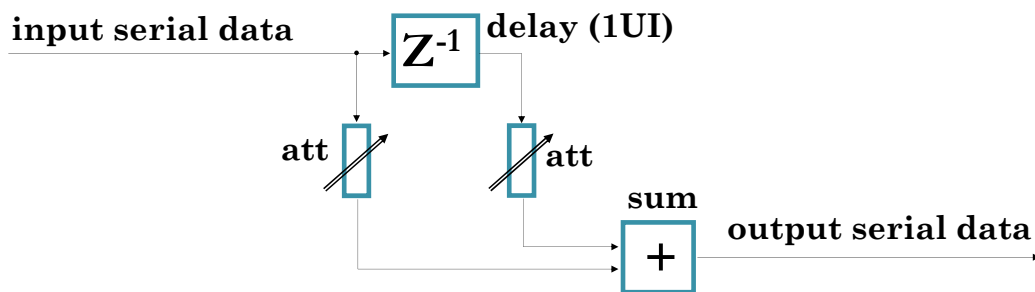 input serial data
Z-1
delay (1UI)
att
att
sum
+
output serial data